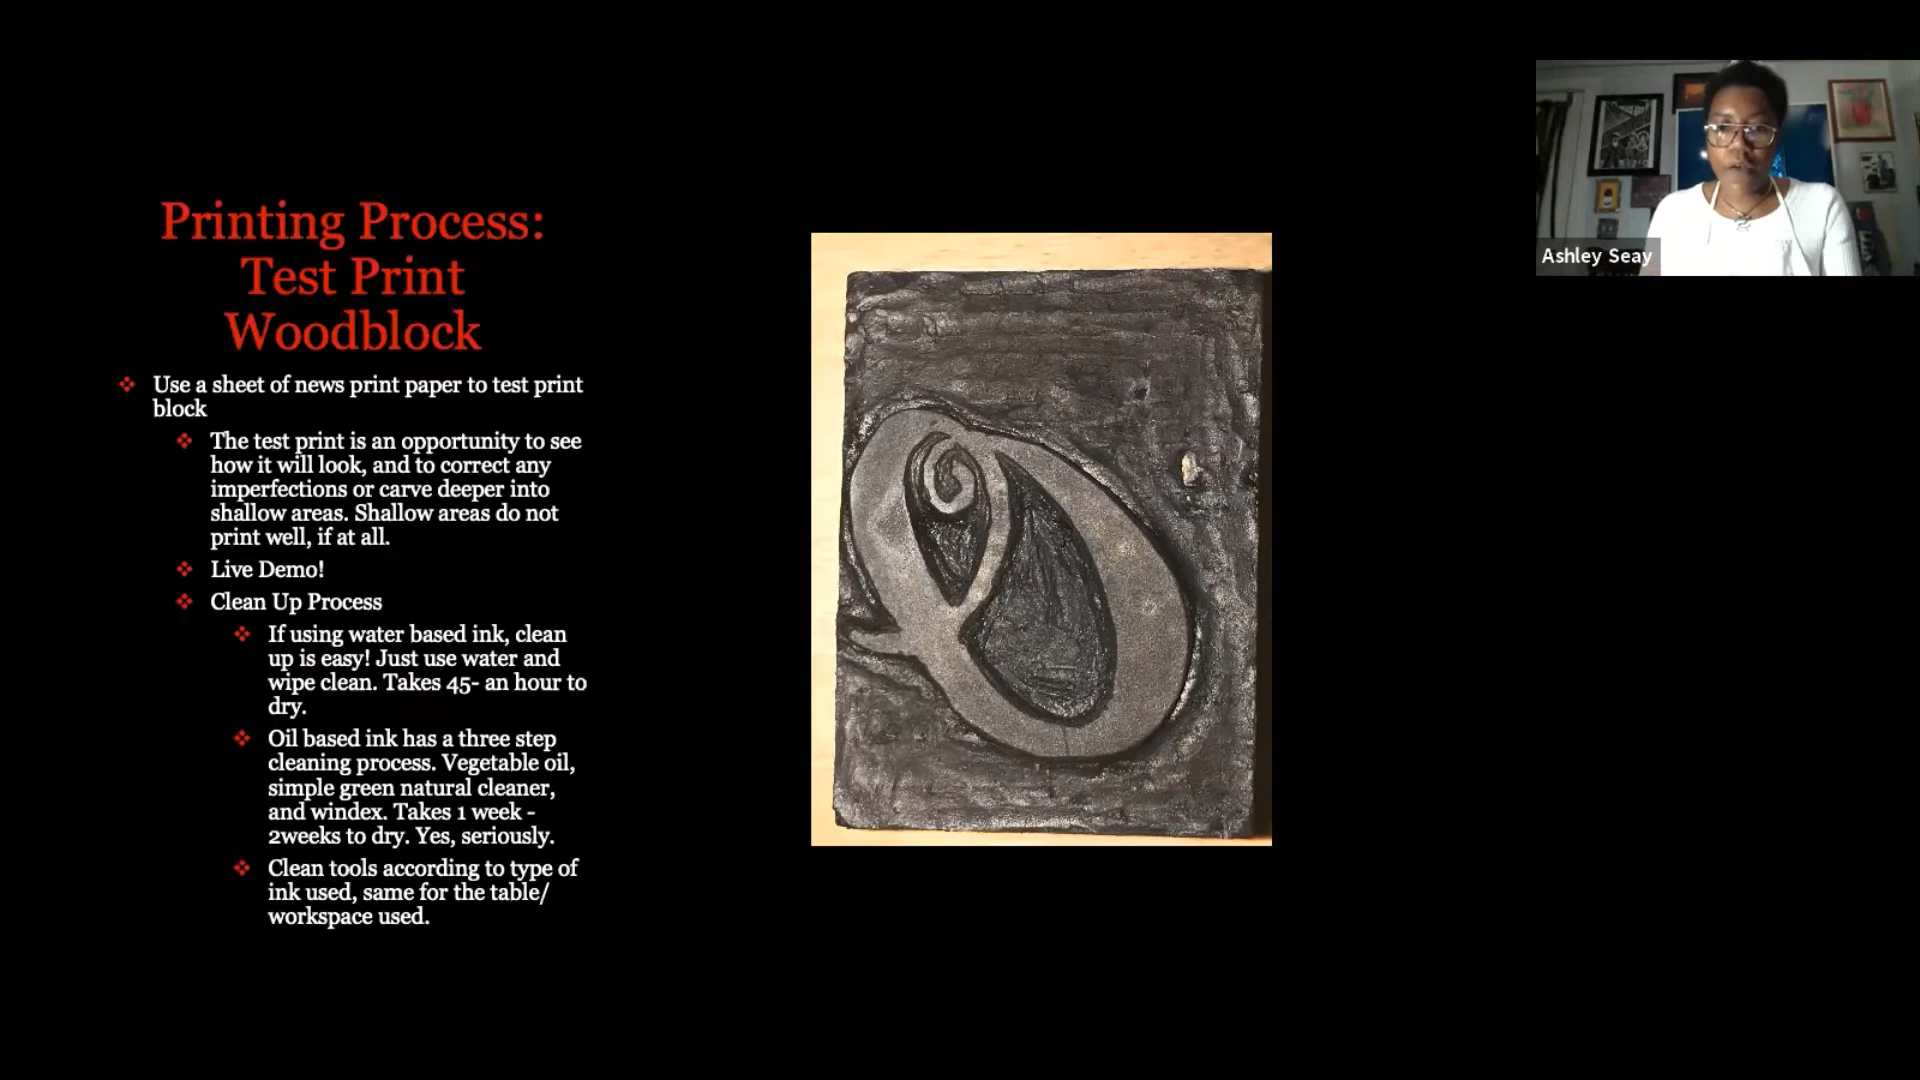 Printing Process:
Test Print
Woodblock
Use a sheet of news print paper to test print
block
The test print is an opportunity to see
how it will look, and to correct any
imperfections or carve deeper into
shallow areas. Shallow areas do not
print well, if at all.
Live Demo!
Clean Up Process
If using water based ink, clean
up is easy! Just use water and
wipe clean. Takes 45- an hour to
dry.
Oil based ink has a three step
cleaning process. Vegetable oil,
simple green natural cleaner,
and windex. Takes 1 week -
2weeks to dry. Yes, seriously.
Clean tools according to type of
ink used, same for the table/
workspace used.
Ashley Seay